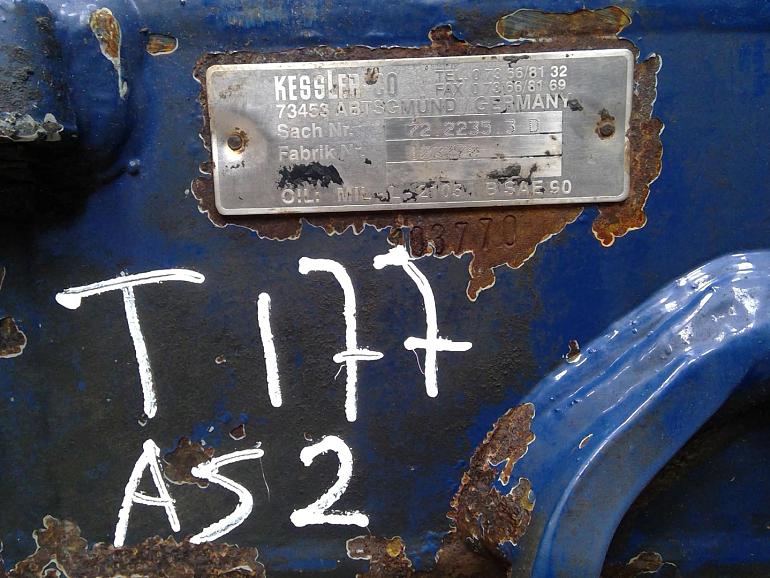 KESSLER CO
TEL. 0 73 66/81 32
FAX 0 73 66/81 69
73453 ABTSGMÜND / GERMANY
Sach Nr. 72.2235.3 D
Fabrik Nr.
OIL: MIL-L-2105 B SAE 90
03770
T 177
AS2